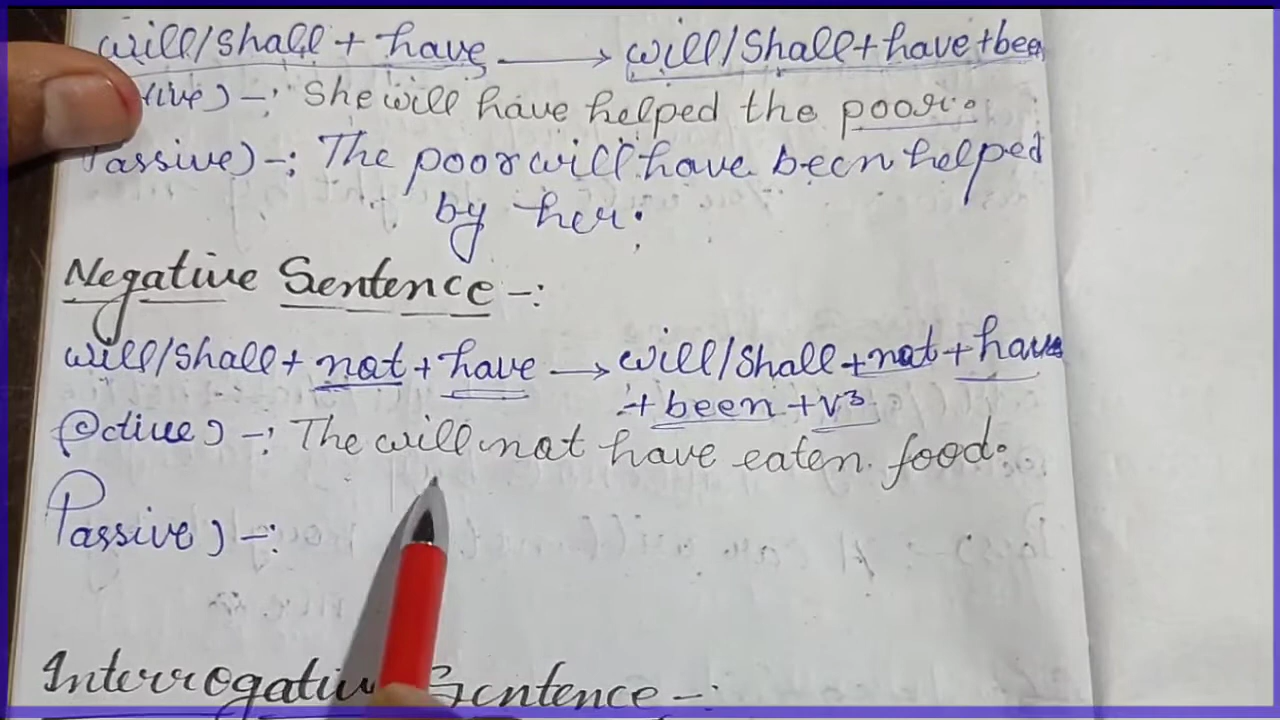 will/Shall + have → will/Shall + have + been
tive) -: She will have helped the poor.
Passive) -: The poor will have been helped
by her.
Negative Sentence -:
will/Shall + not + have → will/Shall + not + have
+ been + v³
Active) -: The will not have eaten food.
Passive) -:
Interrogative Sentence -: